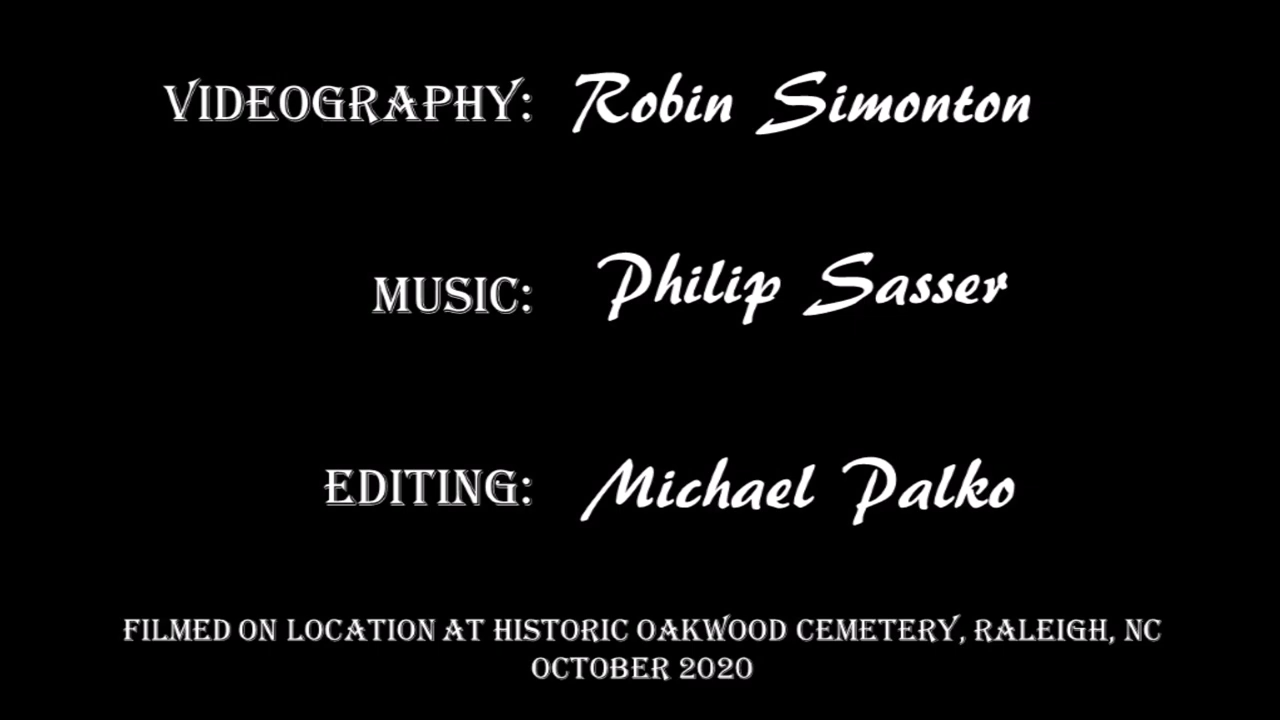 VIDEOGRAPHY: Robin Simonton
MUSIC: Philip Sasser
EDITING: Michael Palko
FILMED ON LOCATION AT HISTORIC OAKWOOD CEMETERY, RALEIGH, NC
OCTOBER 2020